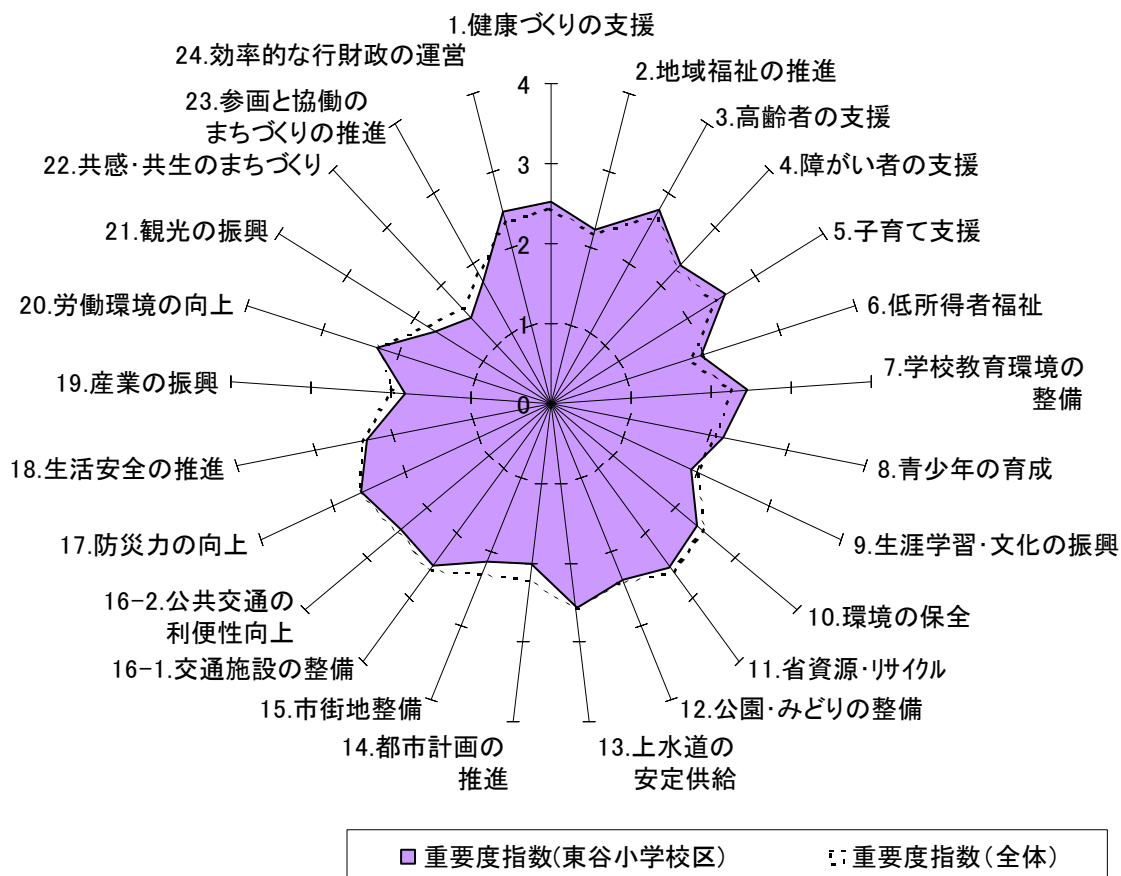 1.健康づくりの支援
2.地域福祉の推進
3.高齢者の支援
4.障がい者の支援
5.子育て支援
6.低所得者福祉
7.学校教育環境の
整備
8.青少年の育成
9.生涯学習・文化の振興
10.環境の保全
11.省資源・リサイクル
12.公園・みどりの整備
13.上水道の
安定供給
14.都市計画の
推進
15.市街地整備
16-1.交通施設の整備
16-2.公共交通の
利便性向上
17.防災力の向上
18.生活安全の推進
19.産業の振興
20.労働環境の向上
21.観光の振興
22.共感・共生のまちづくり
23.参画と協働の
まちづくりの推進
24.効率的な行財政の運営
4
3
2
1
0
重要度指数(東谷小学校区)
重要度指数(全体)